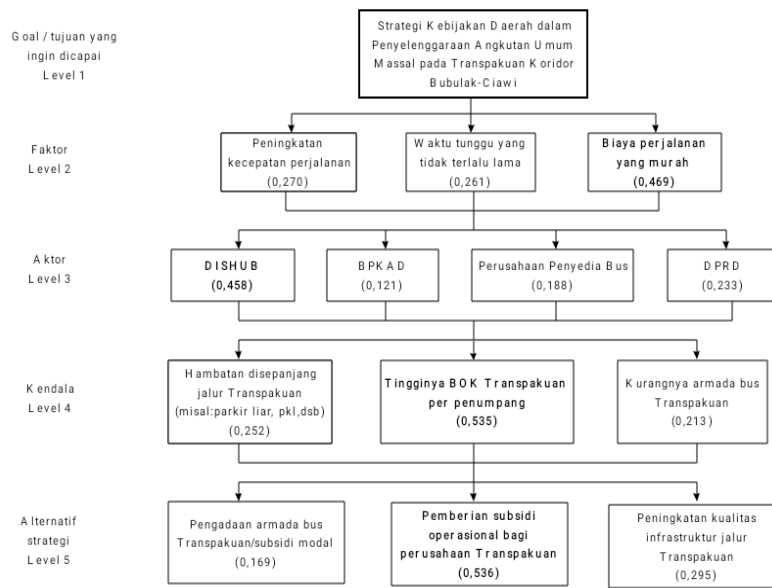 Goal / tujuan yang
ingin dicapai
Level 1
Strategi Kebijakan Daerah dalam
Penyelenggaraan Angkutan Umum
Massal pada Transpakuan Koridor
Bubulak-Ciawi
Faktor
Level 2
Peningkatan
kecepatan perjalanan
(0,270)
Waktu tunggu yang
tidak terlalu lama
(0,261)
Biaya perjalanan
yang murah
(0,469)
Aktor
Level 3
DISHUB
(0,458)
BPKAD
(0,121)
Perusahaan Penyedia Bus
(0,188)
DPRD
(0,233)
Kendala
Level 4
Hambatan disepanjang
jalur Transpakuan
(misal:parkir liar, pkl,dsb)
(0,252)
Tingginya BOK Transpakuan
per penumpang
(0,535)
Kurangnya armada bus
Transpakuan
(0,213)
Alternatif
strategi
Level 5
Pengadaan armada bus
Transpakuan/subsidi modal
(0,169)
Pemberian subsidi
operasional bagi
perusahaan Transpakuan
(0,536)
Peningkatan kualitas
infrastruktur jalur
Transpakuan
(0,295)